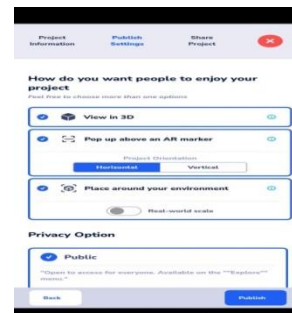 Project Information
Publish Settings
Share Project
How do you want people to enjoy your
project
Feel free to choose more than one options
View in 3D
Pop up above an AR marker
Project Orientation
Horizontal
Vertical
Place around your environment
Real-world scale
Privacy Option
Public
"Open to access for everyone. Available on the ""Explore""
menu."
Back
Publish